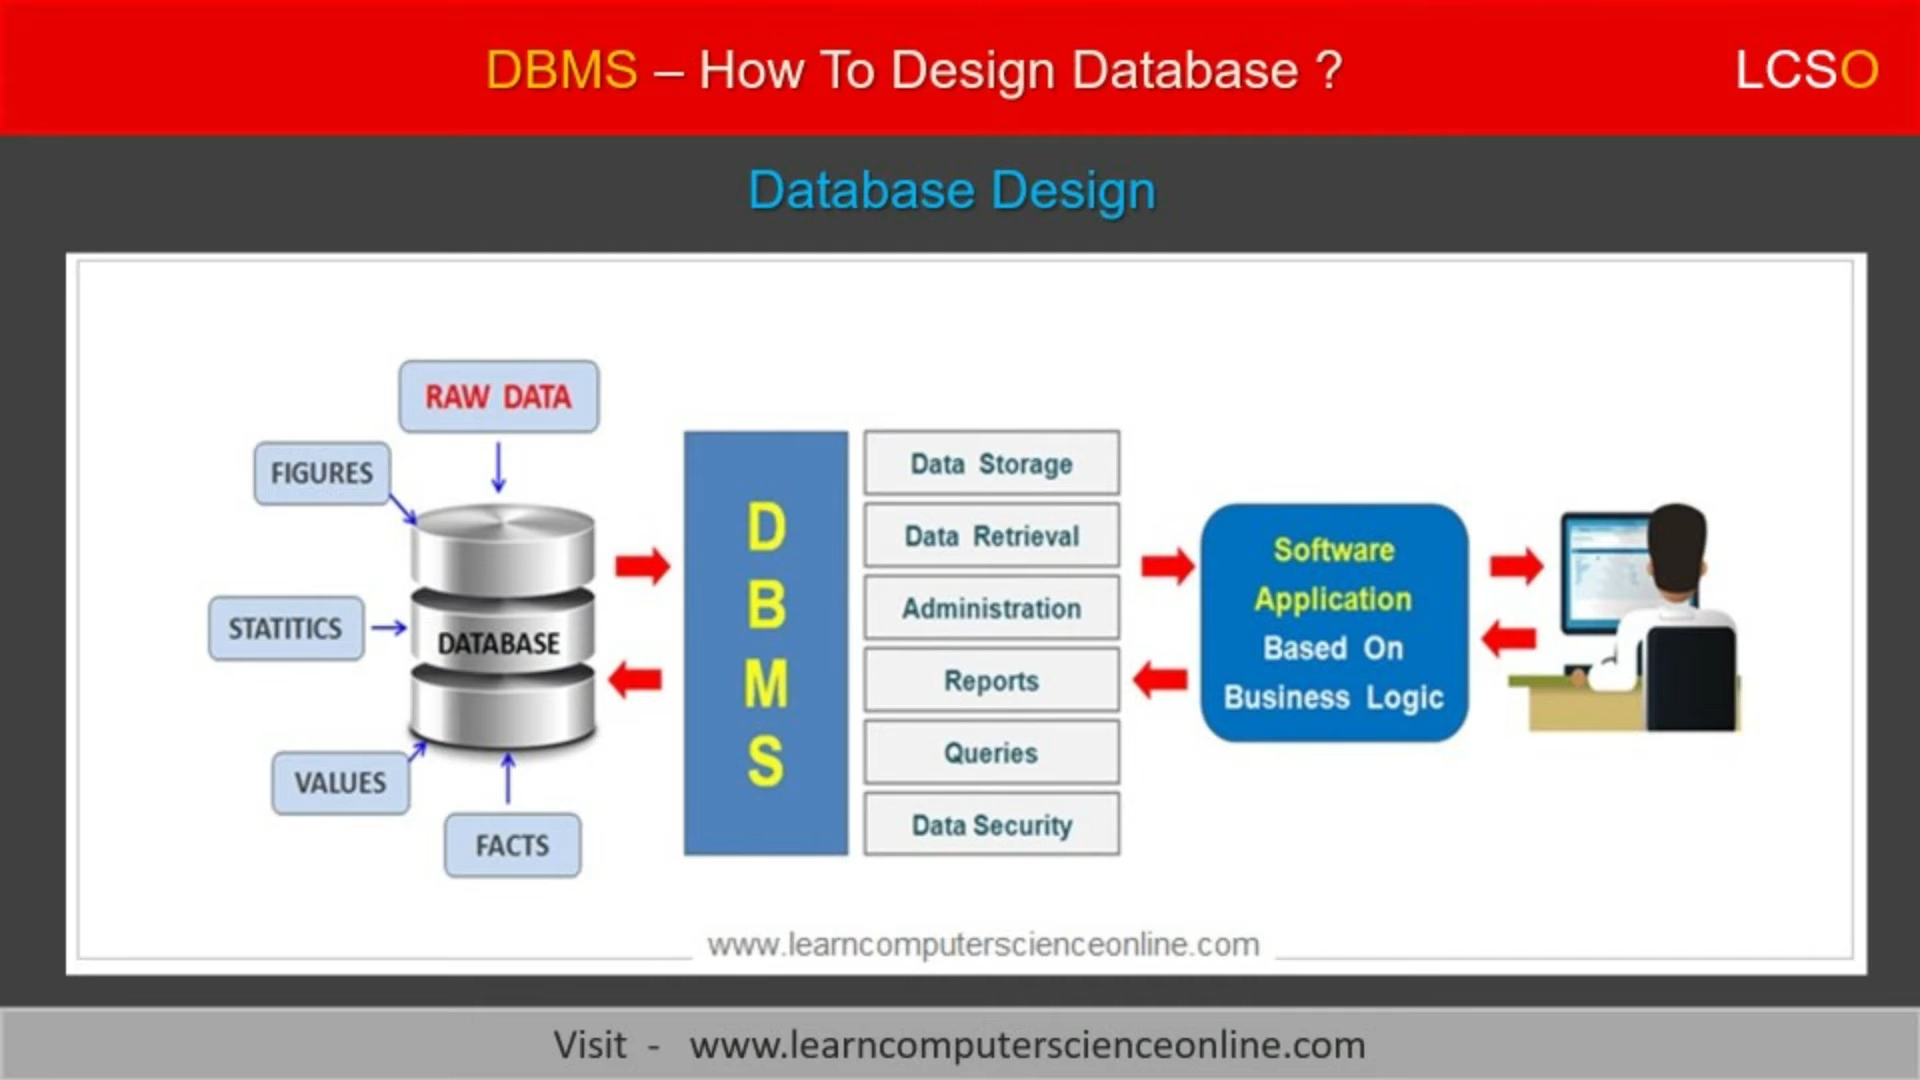 DBMS – How To Design Database ?
LCSO
Database Design
RAW DATA
FIGURES
STATITICS
DATABASE
VALUES
FACTS
D
B
M
S
Data Storage
Data Retrieval
Administration
Reports
Queries
Data Security
Software
Application
Based On
Business Logic
www.learncomputerscienceonline.com
Visit - www.learncomputerscienceonline.com